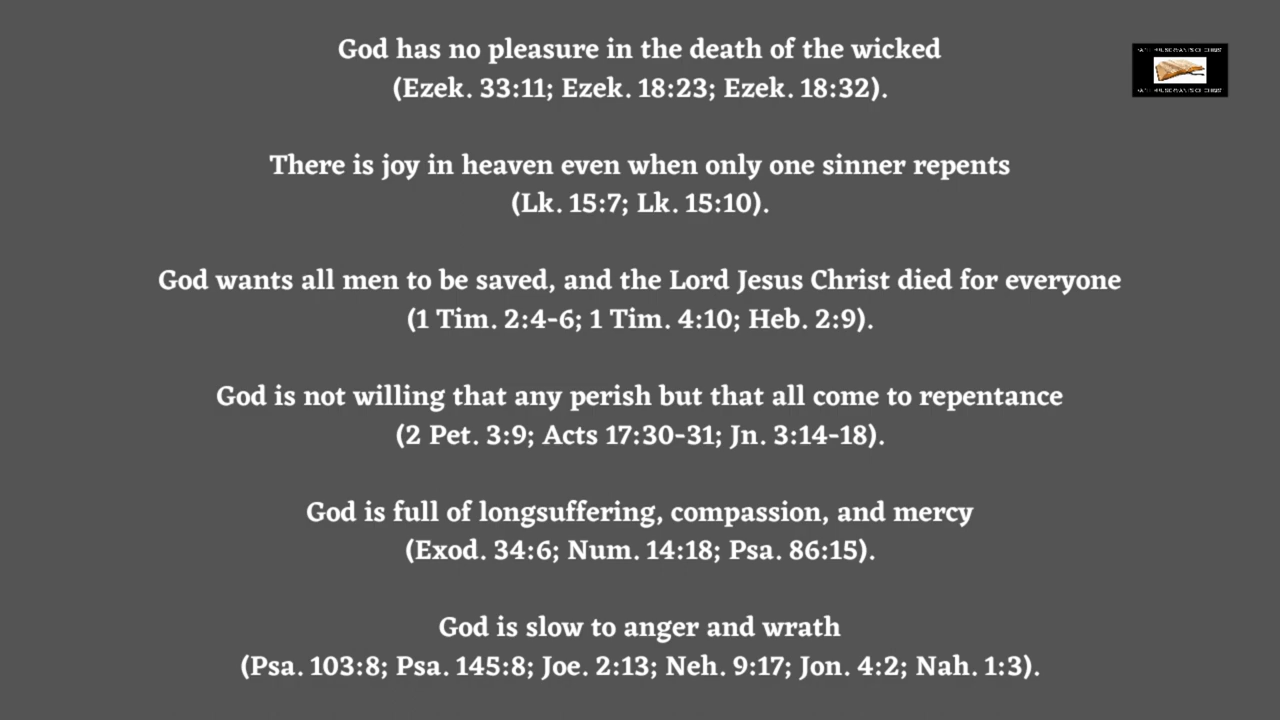 God has no pleasure in the death of the wicked
(Ezek. 33:11; Ezek. 18:23; Ezek. 18:32).
There is joy in heaven even when only one sinner repents
(Lk. 15:7; Lk. 15:10).
God wants all men to be saved, and the Lord Jesus Christ died for everyone
(1 Tim. 2:4-6; 1 Tim. 4:10; Heb. 2:9).
God is not willing that any perish but that all come to repentance
(2 Pet. 3:9; Acts 17:30-31; Jn. 3:14-18).
God is full of longsuffering, compassion, and mercy
(Exod. 34:6; Num. 14:18; Psa. 86:15).
God is slow to anger and wrath
(Psa. 103:8; Psa. 145:8; Joe. 2:13; Neh. 9:17; Jon. 4:2; Nah. 1:3).